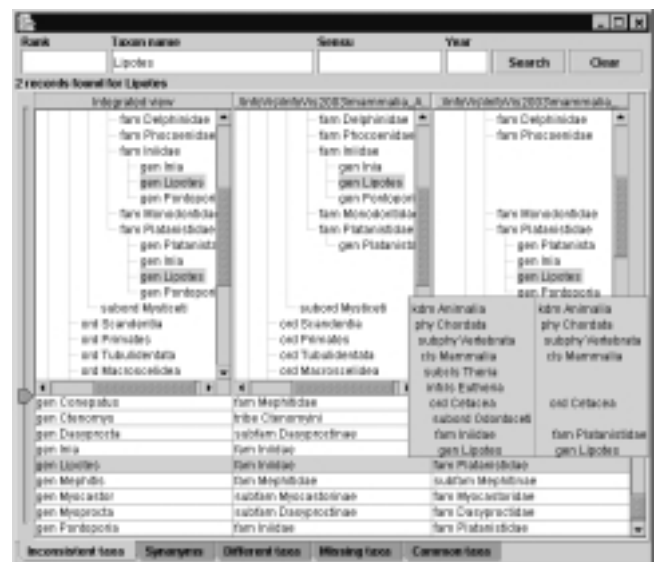 Rank Taxon name Sensu Year
Lipotes Search Clear
2 records found for Lipotes
Integrated view
fam Delphinidae
fam Phocoenidae
fam Iniidae
gen Inia
gen Lipotes
gen Pontopori
fam Monodontidae
fam Platanistidae
gen Platanista
gen Inia
gen Lipotes
gen Pontopori
subord Mysticeti
ord Scandentia
ord Primates
ord Tubulidentata
ord Macroscelidea
fam Delphinidae
fam Phocoenidae
fam Iniidae
gen Inia
gen Lipotes
gen Pontopori
fam Monodontidae
fam Platanistidae
gen Platanista
subord Mysticeti
ord Scandentia
ord Primates
ord Tubulidentata
ord Macroscelidea
fam Delphinidae
fam Phocoenidae
fam Monodontidae
fam Platanistidae
gen Platanista
gen Inia
gen Lipotes
gen Pontoporia
kdm Animalia kdm Animalia
phy Chordata phy Chordata
subphy Vertebrata subphy Vertebrata
cls Mammalia cls Mammalia
subcls Theria
infcls Eutheria
ord Cetacea ord Cetacea
subord Odontoceti
fam Iniidae fam Platanistidae
gen Lipotes gen Lipotes
gen Conepatus fam Mephitidae
gen Ctenomys tribe Ctenomyini
gen Dasyprocta subfam Dasyproctinae
gen Inia fam Iniidae
gen Lipotes fam Iniidae fam Platanistidae
gen Mephitis fam Mephitidae subfam Mephitinae
gen Myocastor subfam Myocastorinae fam Myocastoridae
gen Myoprocta subfam Dasyproctinae fam Dasyproctidae
gen Pontoporia fam Iniidae fam Platanistidae
Inconsistent taxa Synonyms Different taxa Missing taxa Common taxa